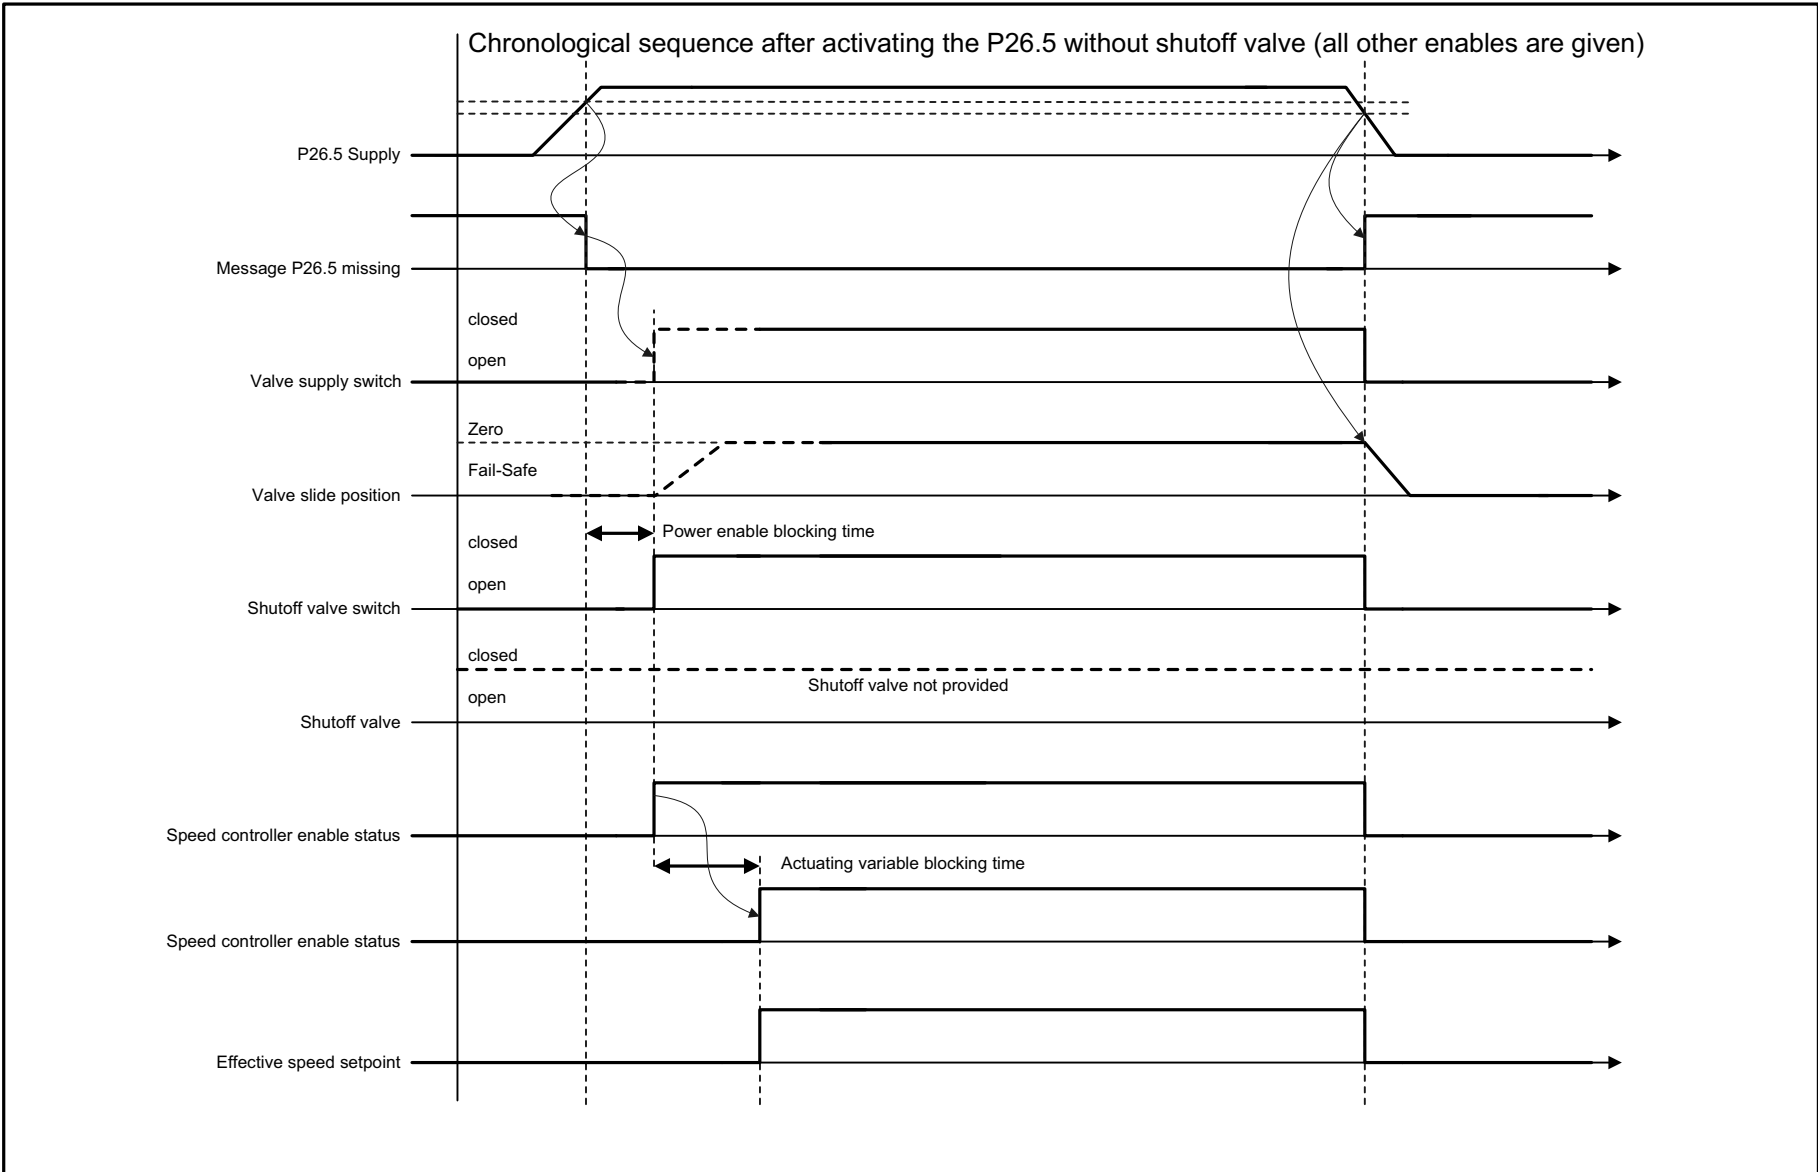 Chronological sequence after activating the P26.5 without shutoff valve (all other enables are given)
P26.5 Supply
Message P26.5 missing
closed
open
Valve supply switch
Zero
Fail-Safe
Valve slide position
Power enable blocking time
closed
open
Shutoff valve switch
closed
Shutoff valve not provided
open
Shutoff valve
Speed controller enable status
Actuating variable blocking time
Speed controller enable status
Effective speed setpoint